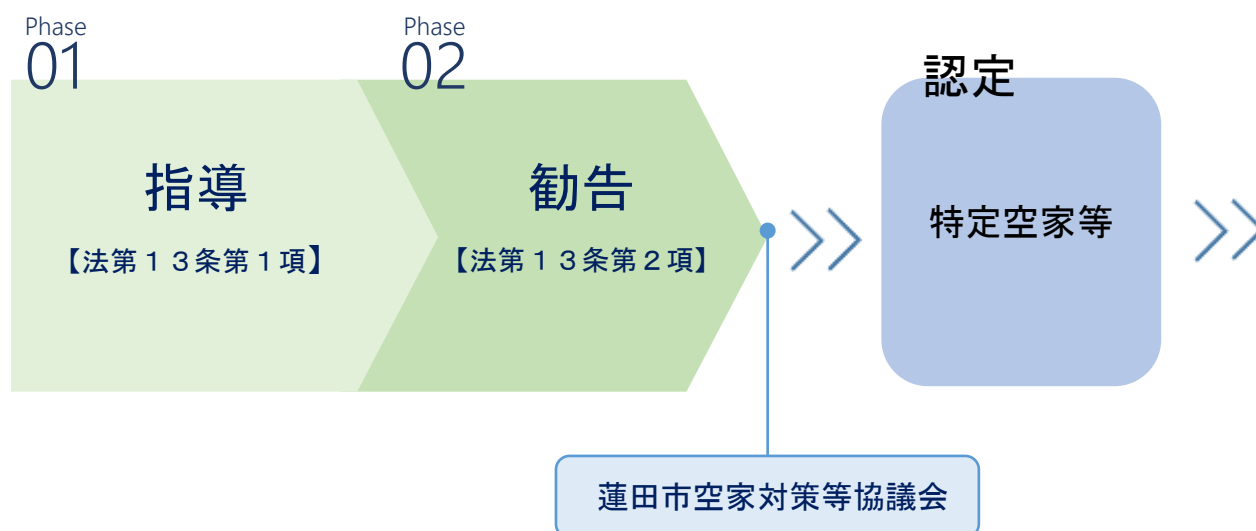 Phase
01
指導
【法第１３条第１項】
Phase
02
勧告
【法第１３条第２項】
認定
特定空家等
蓮田市空家対策等協議会